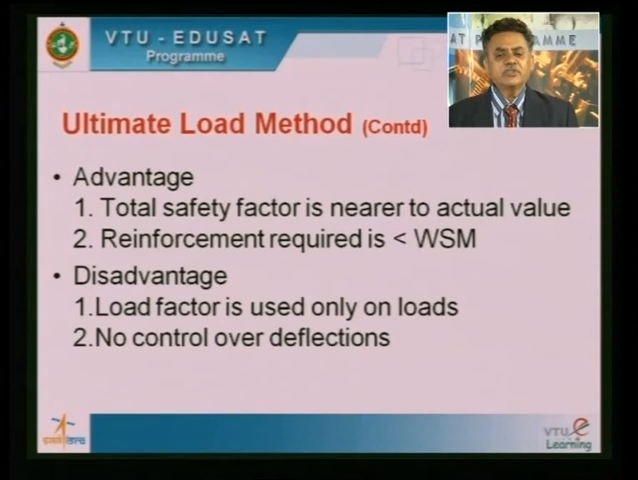 VTU - EDUSAT
Programme
AT P
AMME
Ultimate Load Method (Contd)
• Advantage
1. Total safety factor is nearer to actual value
2. Reinforcement required is < WSM
• Disadvantage
1.Load factor is used only on loads
2.No control over deflections
VTU e
Learning